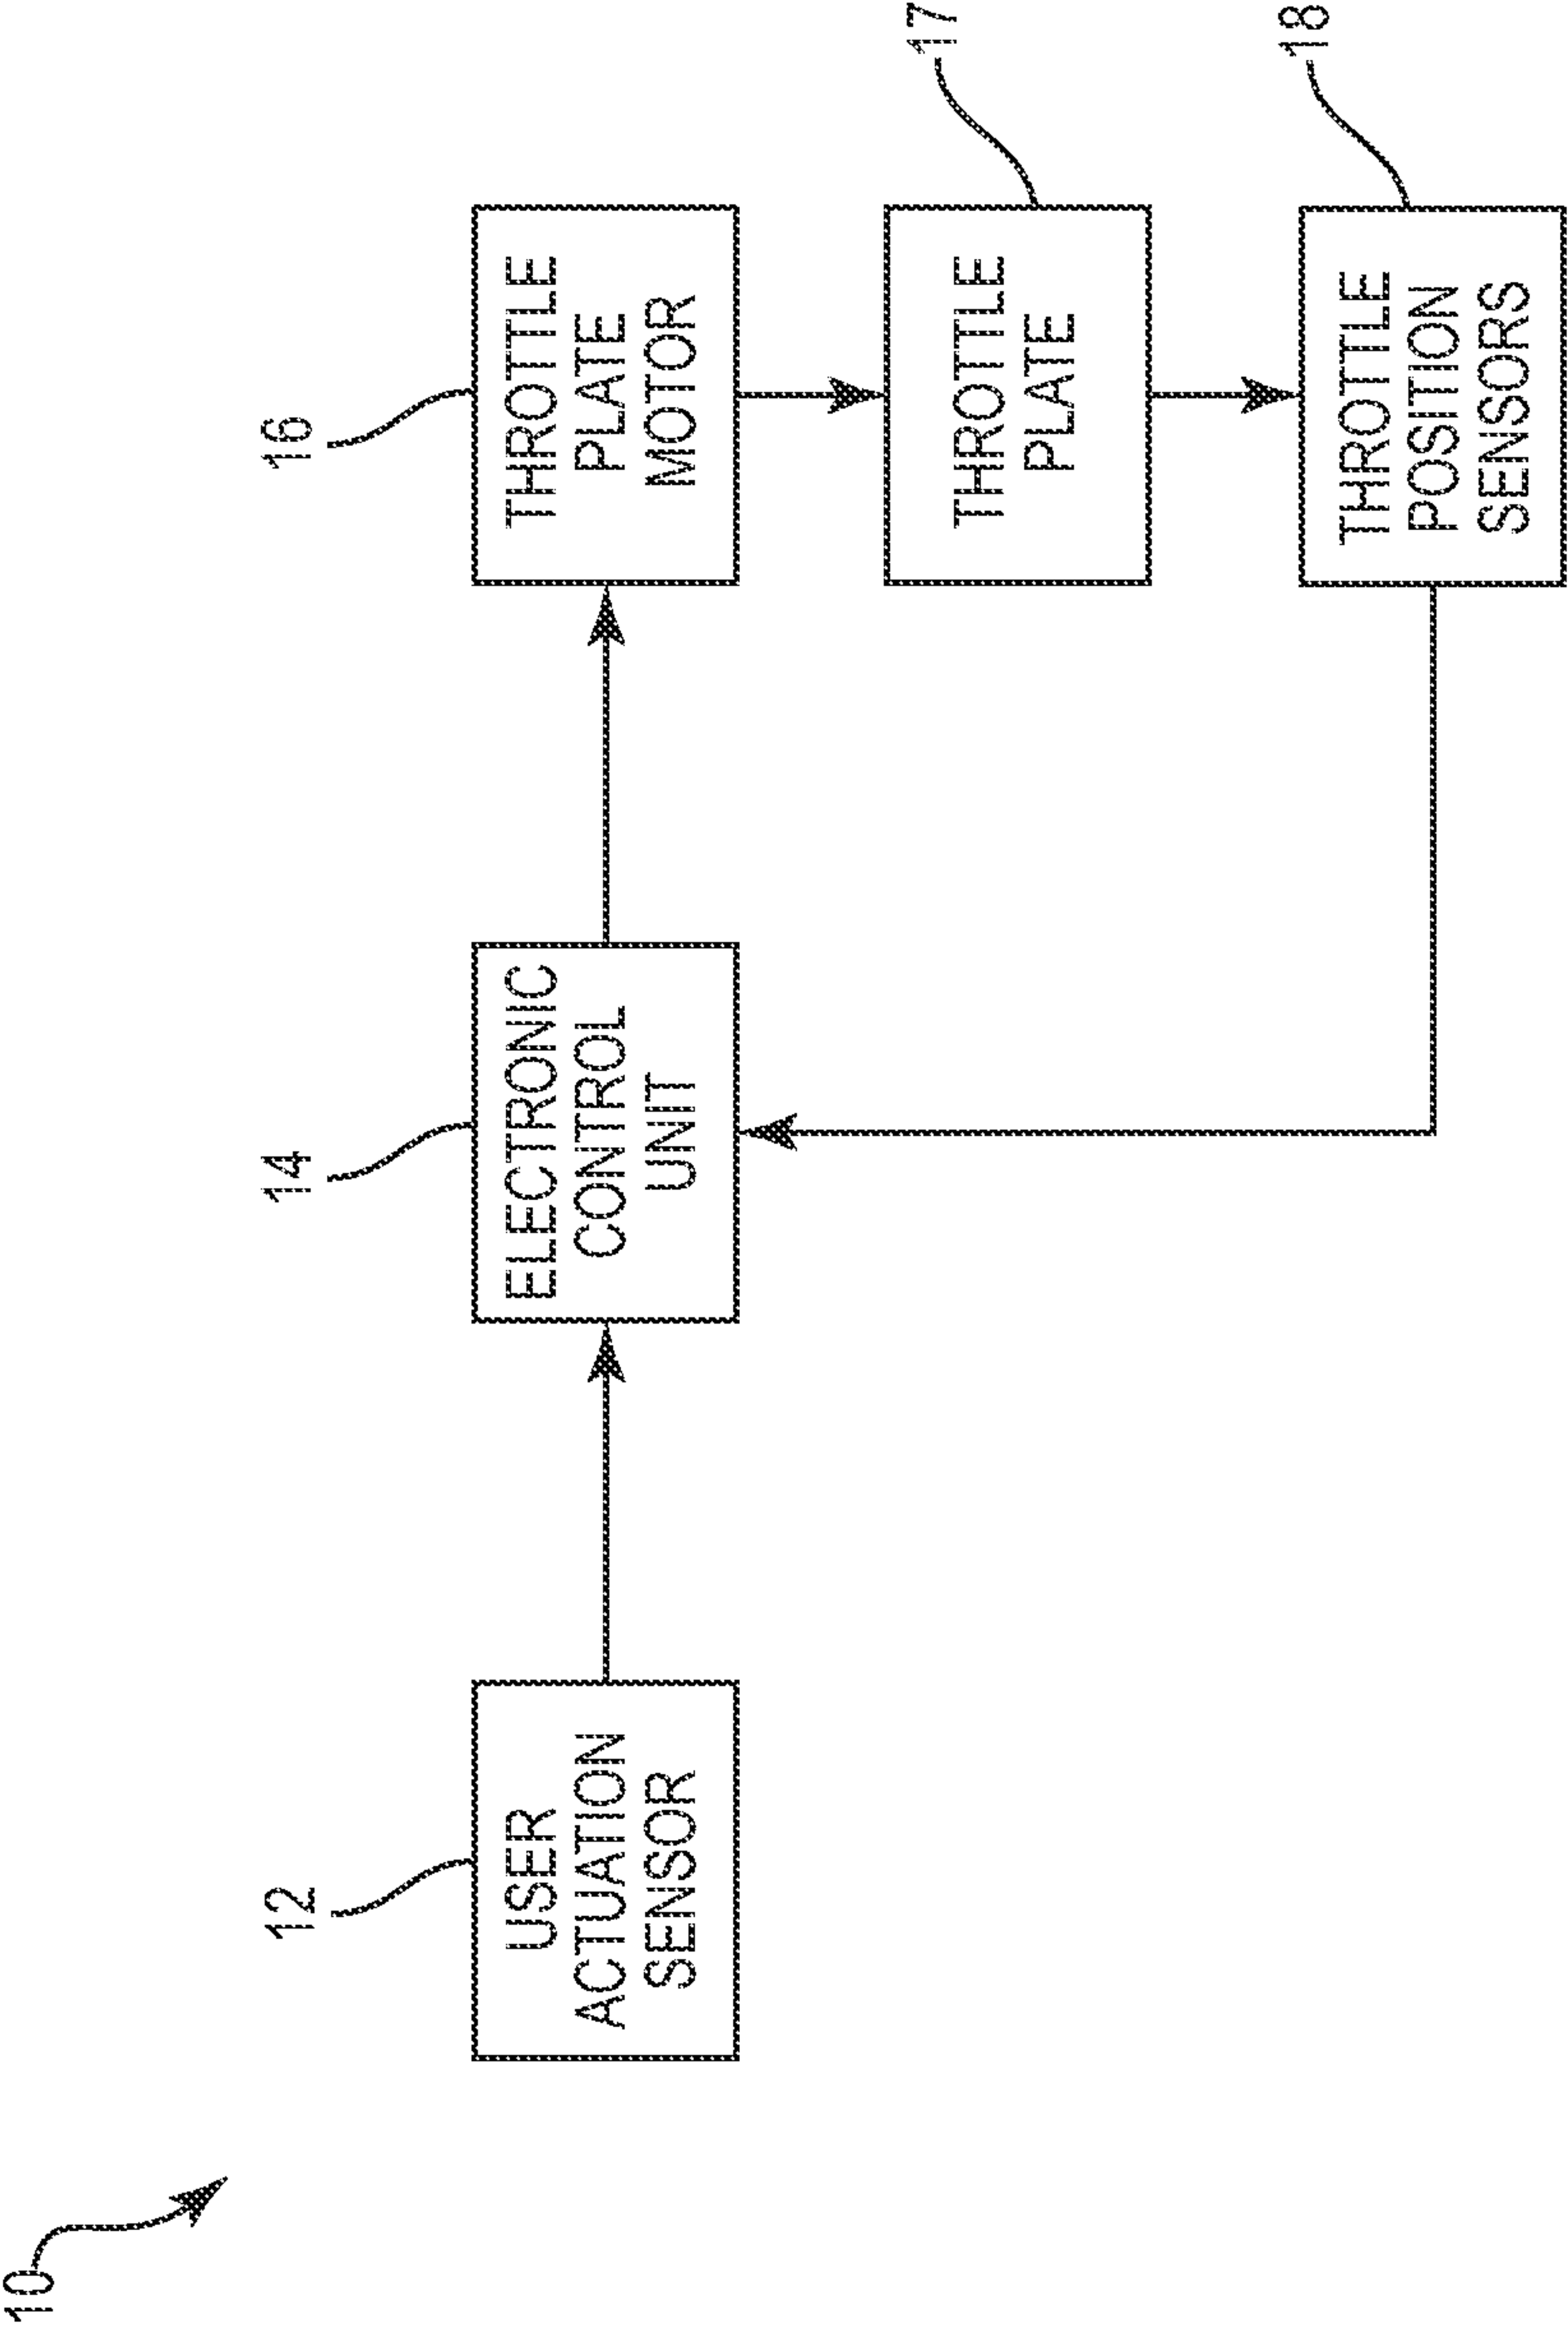 10
12
USER
ACTUATION
SENSOR
14
ELECTRONIC
CONTROL
UNIT
16
THROTTLE
PLATE
MOTOR
17
THROTTLE
PLATE
18
THROTTLE
POSITION
SENSORS